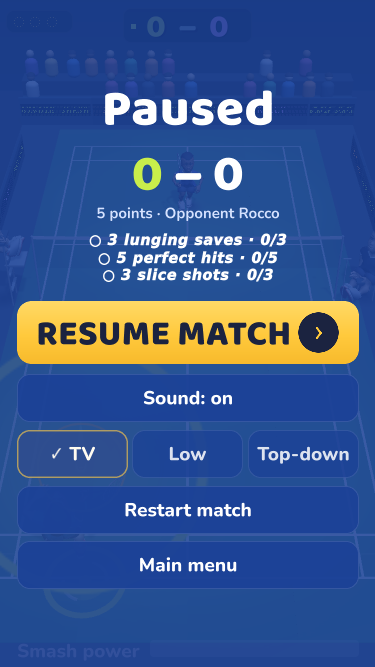 0 – 0
Paused
0 – 0
5 points · Opponent Rocco
3 lunging saves · 0/3
5 perfect hits · 0/5
3 slice shots · 0/3
RESUME MATCH ›
Sound: on
✓ TV
Low
Top-down
Restart match
Main menu
Smash power